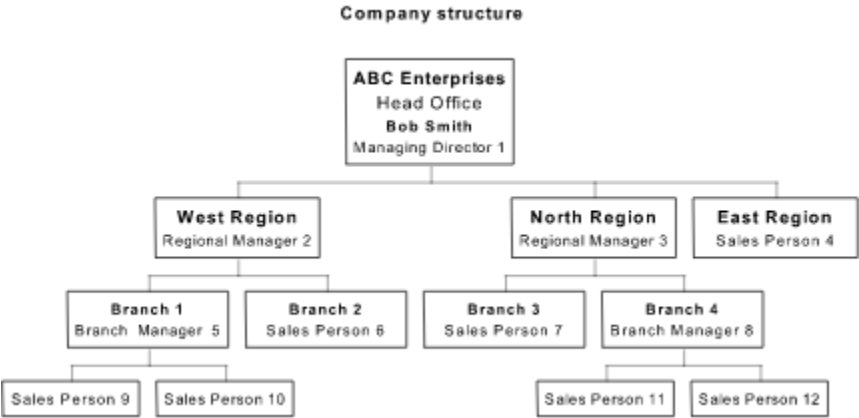 Company structure
ABC Enterprises
Head Office
Bob Smith
Managing Director 1
West Region
Regional Manager 2
North Region
Regional Manager 3
East Region
Sales Person 4
Branch 1
Branch Manager 5
Branch 2
Sales Person 6
Branch 3
Sales Person 7
Branch 4
Branch Manager 8
Sales Person 9
Sales Person 10
Sales Person 11
Sales Person 12